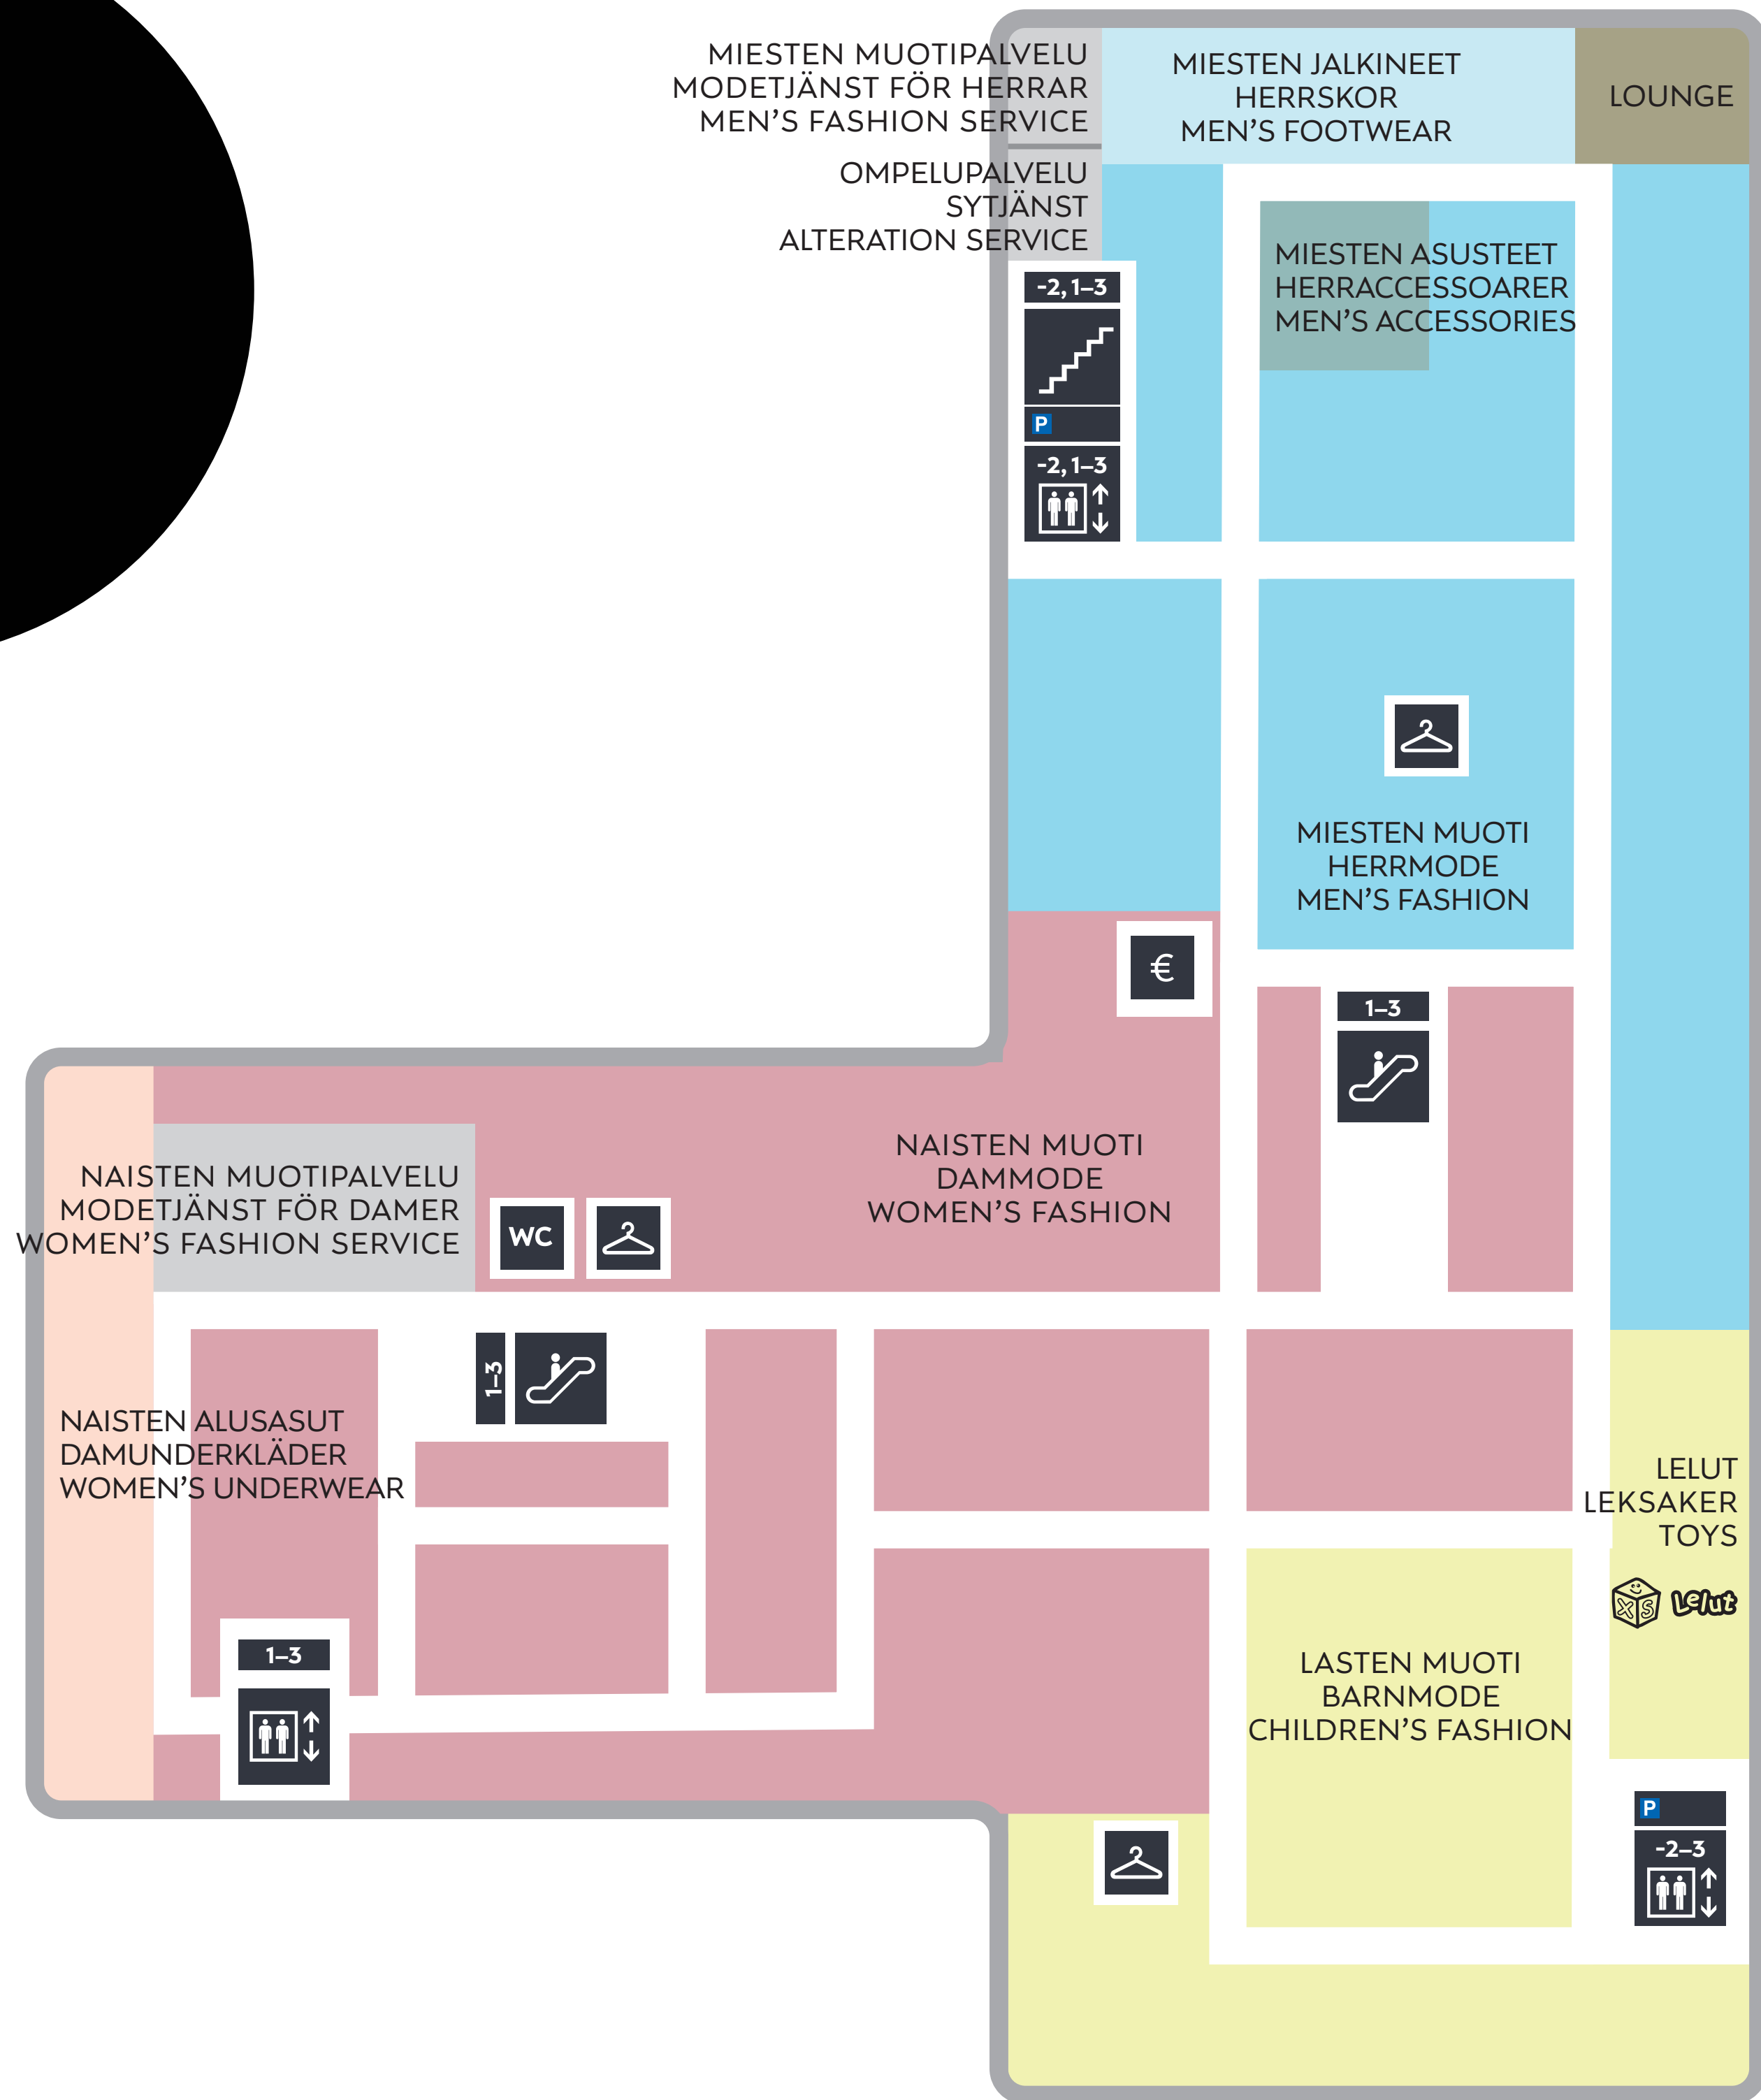 MIESTEN MUOTIPALVELU
MODETJÄNST FÖR HERRAR
MEN'S FASHION SERVICE
MIESTEN JALKINEET
HERRSKOR
MEN'S FOOTWEAR
LOUNGE
OMPELUPALVELU
SYTJÄNST
ALTERATION SERVICE
MIESTEN ASUSTEET
HERRACCESSOARER
MEN'S ACCESSORIES
-2, 1–3
P
-2, 1–3
MIESTEN MUOTI
HERRMODE
MEN'S FASHION
€
1–3
NAISTEN MUOTI
DAMMODE
WOMEN'S FASHION
NAISTEN MUOTIPALVELU
MODETJÄNST FÖR DAMER
WOMEN'S FASHION SERVICE
WC
1–3
NAISTEN ALUSASUT
DAMUNDERKLÄDER
WOMEN'S UNDERWEAR
LELUT
LEKSAKER
TOYS
XS Lelut
1–3
LASTEN MUOTI
BARNMODE
CHILDREN'S FASHION
P
-2–3